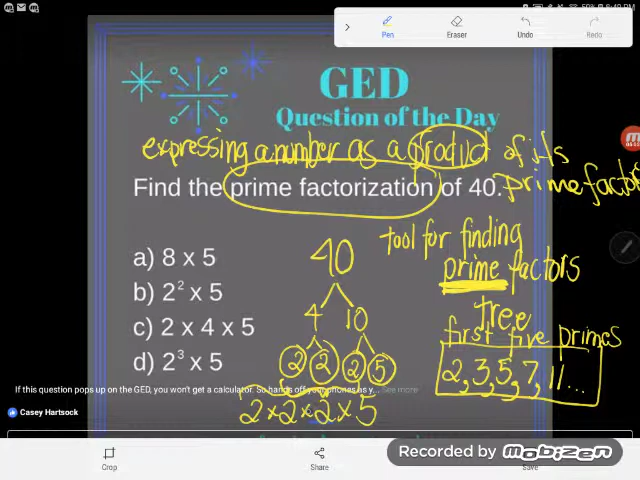 Pen
Eraser
Undo
Redo
GED
Question of the Day
expressing a number as a product of its
prime factors
Find the prime factorization of 40.
a) 8 x 5
b) 2² x 5
c) 2 x 4 x 5
d) 2³ x 5
40
4 10
2 2 2 5
2 x 2 x 2 x 5
tool for finding
prime factors
tree
first five primes
2, 3, 5, 7, 11...
If this question pops up on the GED, you won't get a calculator. So hands off your phones as y... See more
Casey Hartsock
Recorded by mobizen
Crop
Share
Save